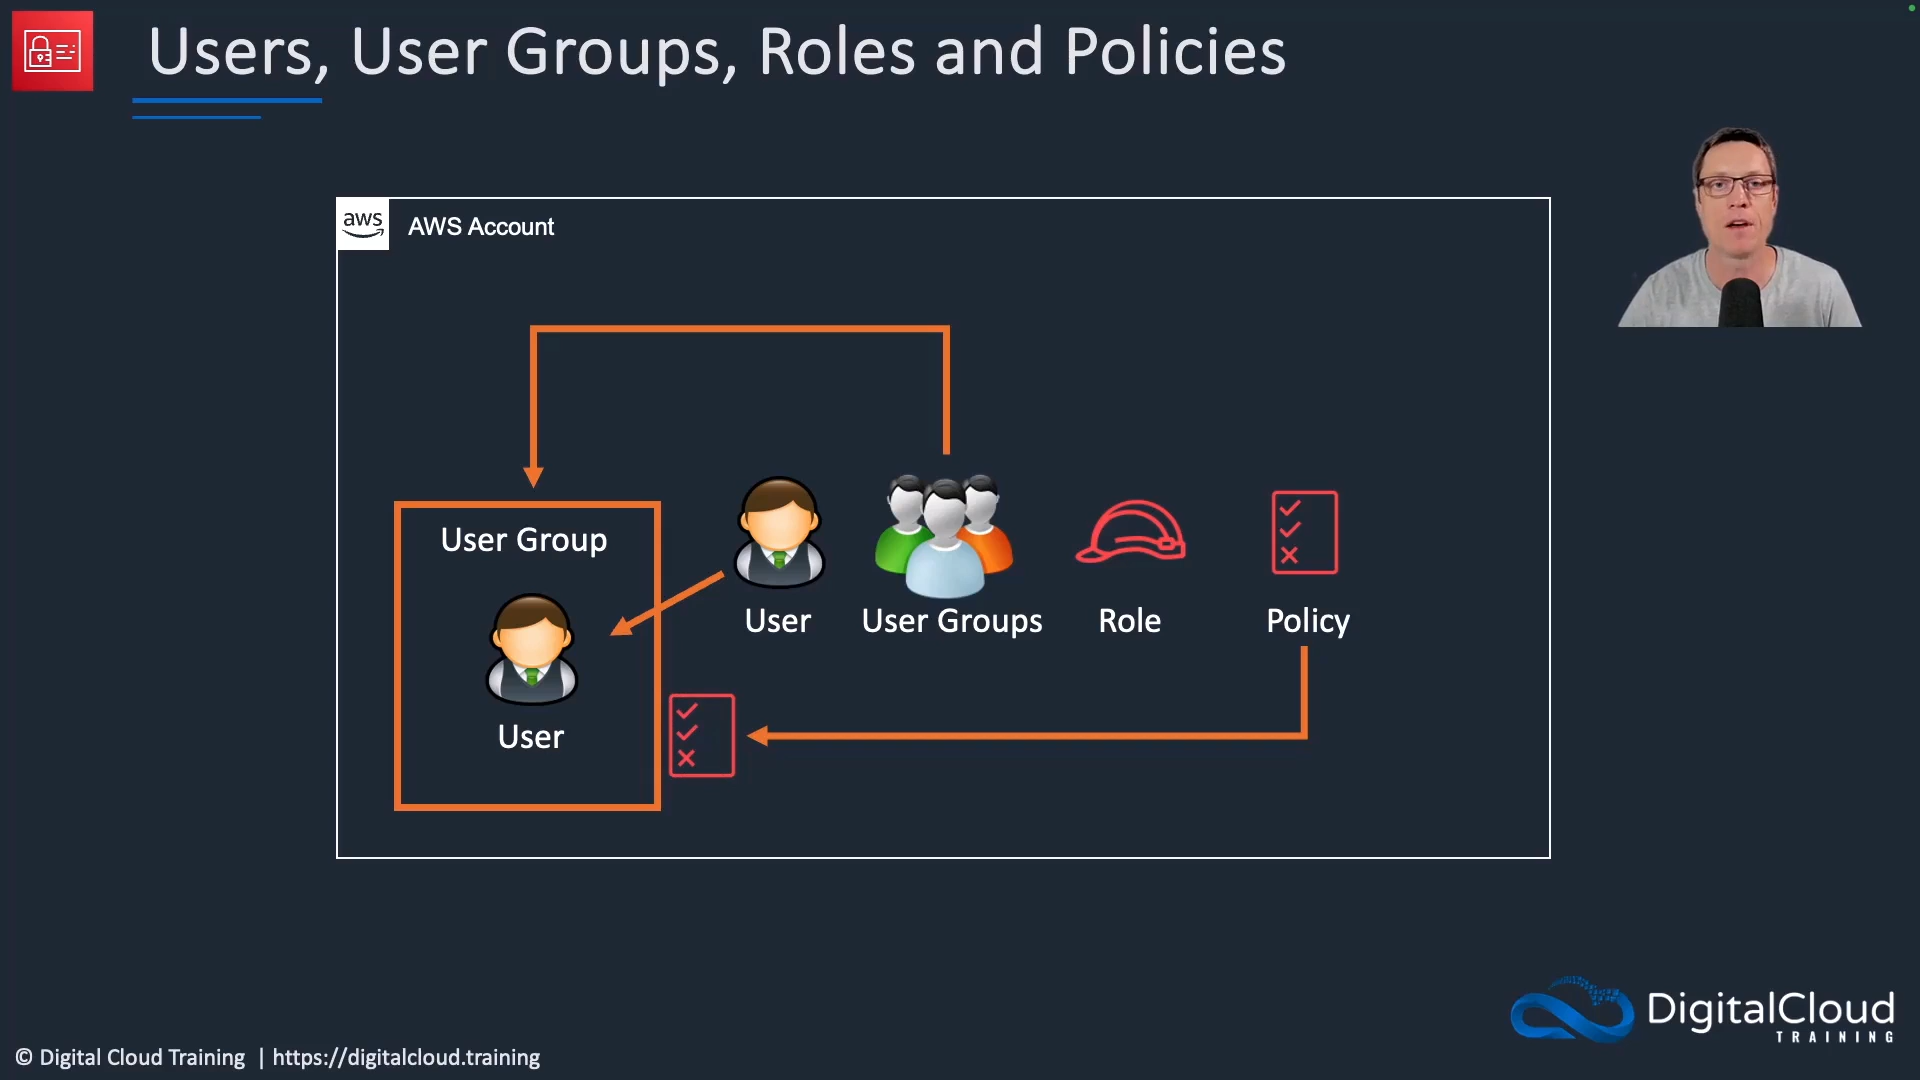 Users, User Groups, Roles and Policies
aws
AWS Account
User Group
User
User
User Groups
Role
Policy
DigitalCloud
TRAINING
© Digital Cloud Training | https://digitalcloud.training